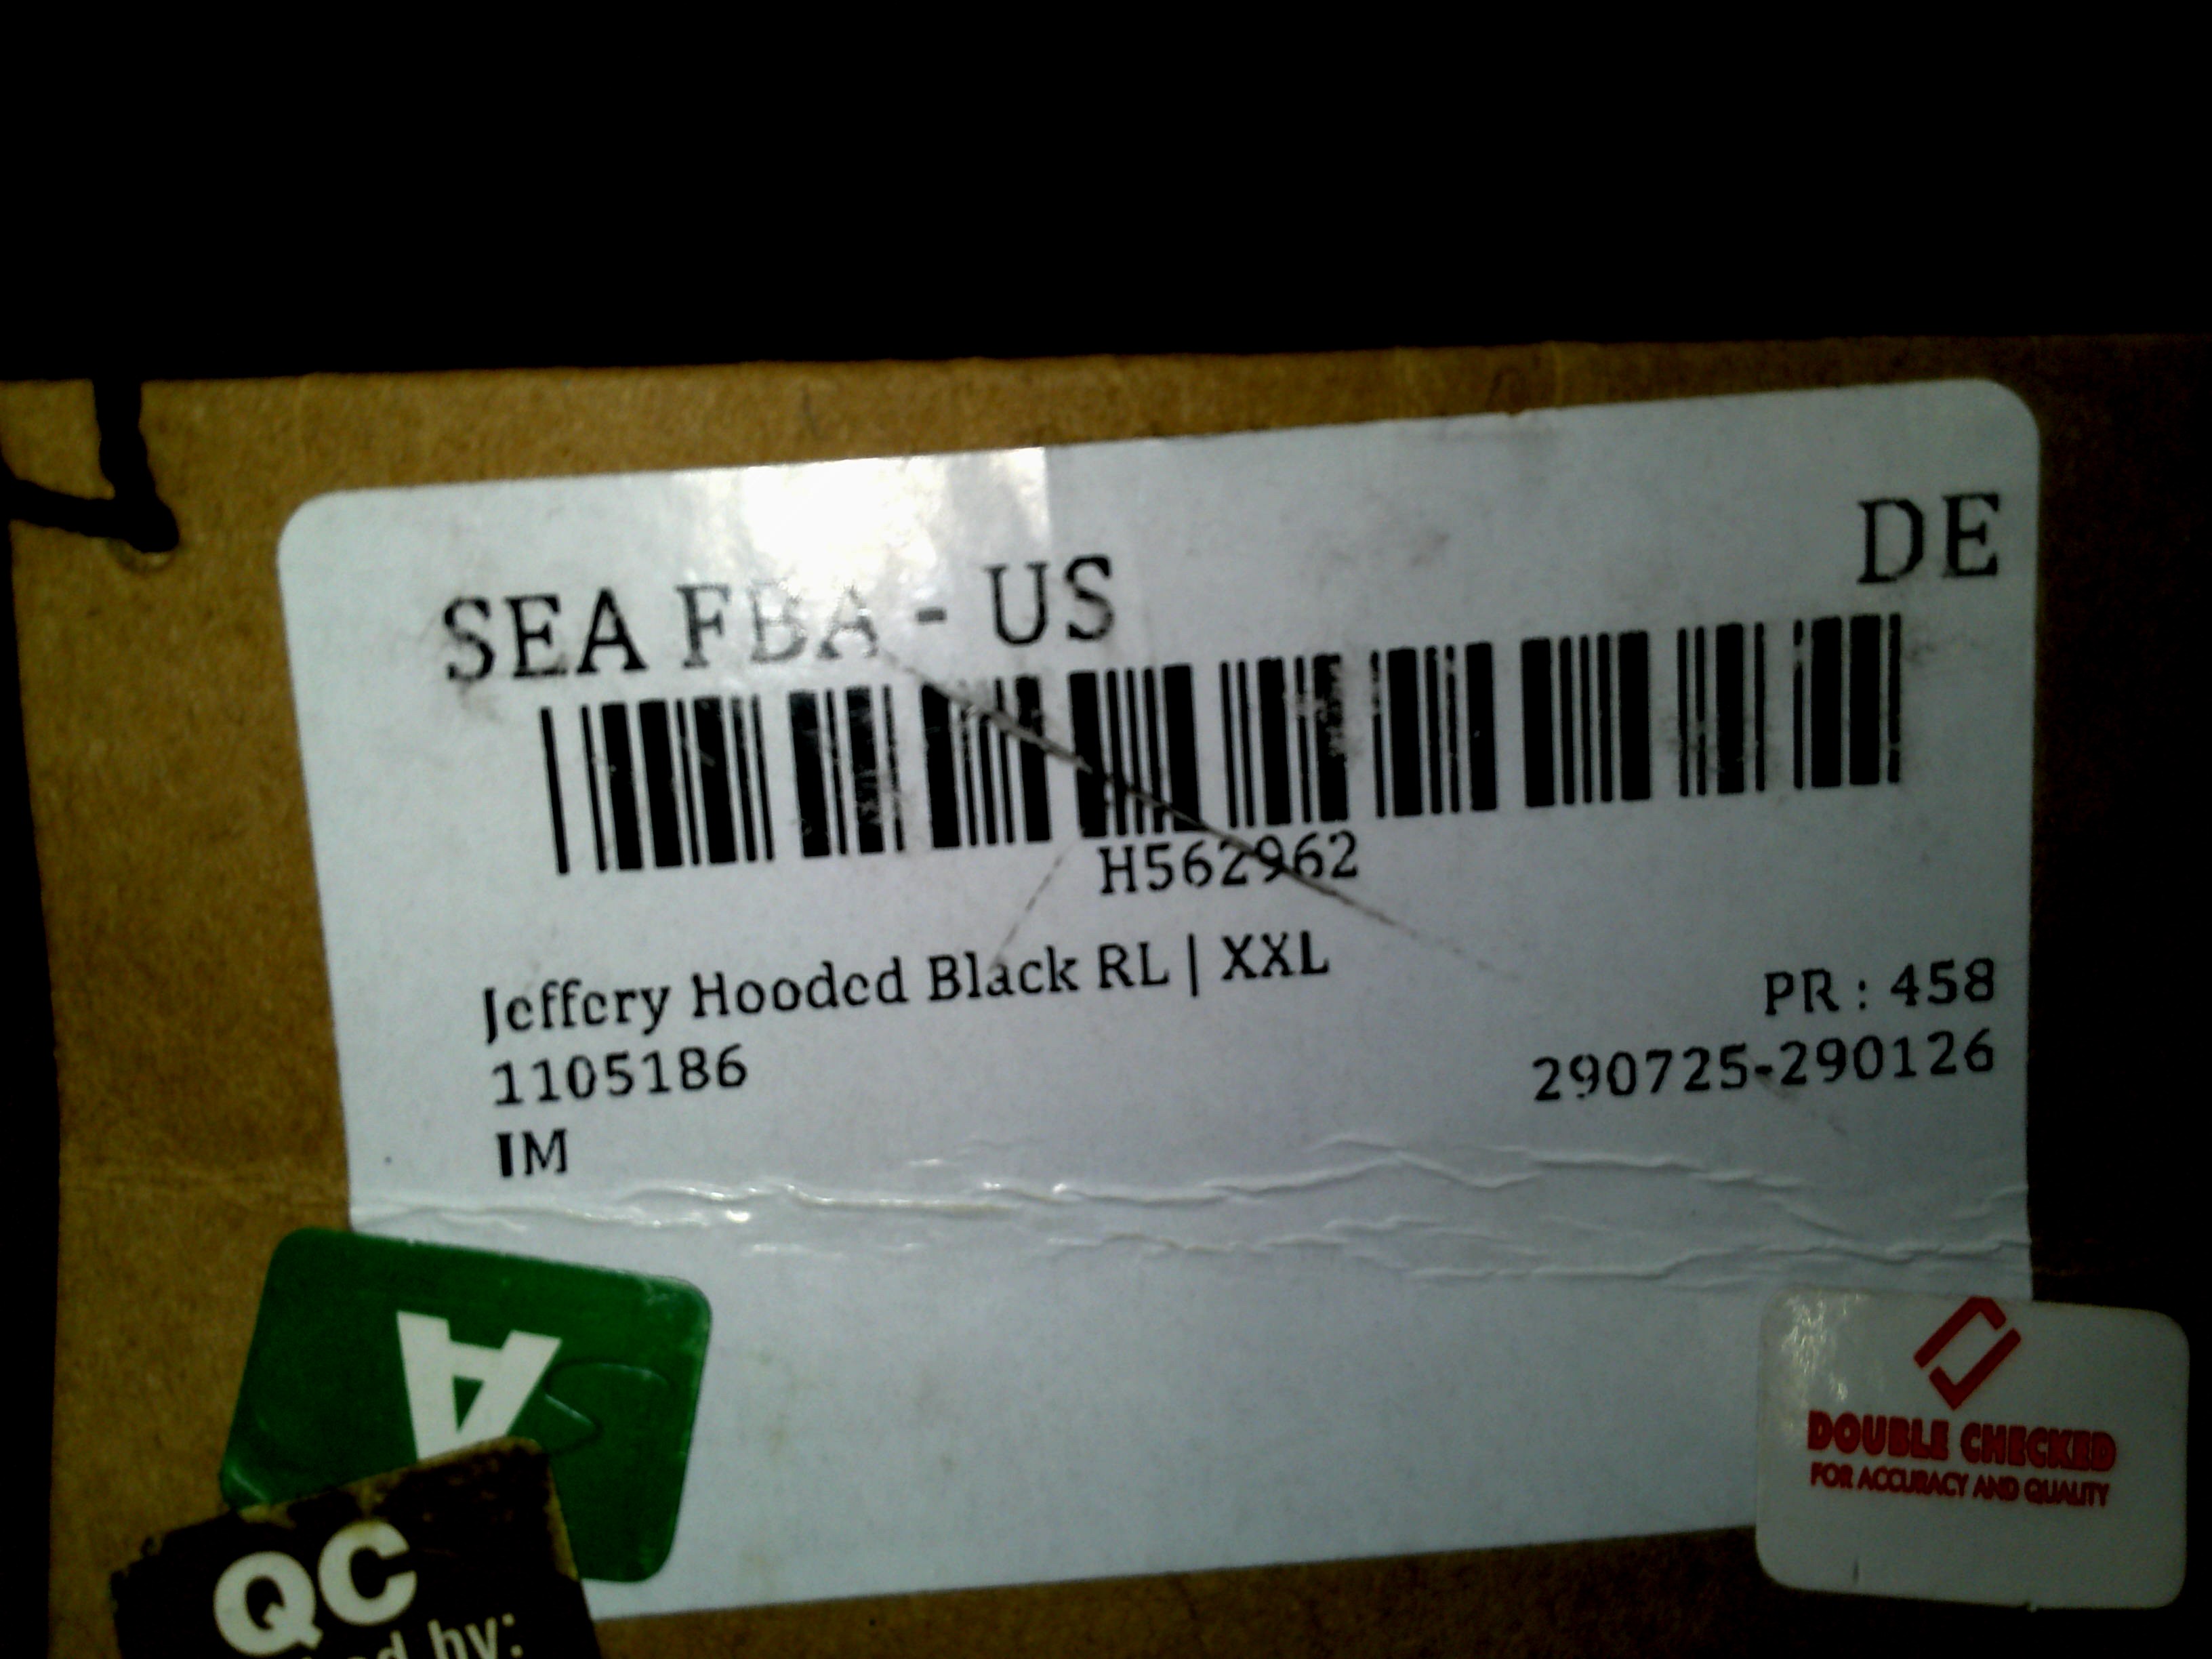 SEA FBA - US
DE
H562962
Jeffery Hooded Black RL | XXL
PR : 458
1105186
290725-290126
IM
A
DOUBLE CHECKED
FOR ACCURACY AND QUALITY
QC
by: